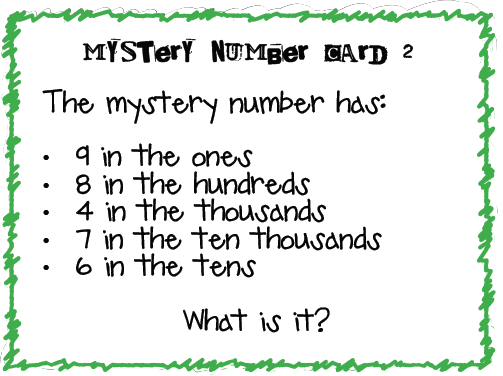 Mystery Number Card 2
The mystery number has:
• 9 in the ones
• 8 in the hundreds
• 4 in the thousands
• 7 in the ten thousands
• 6 in the tens
What is it?